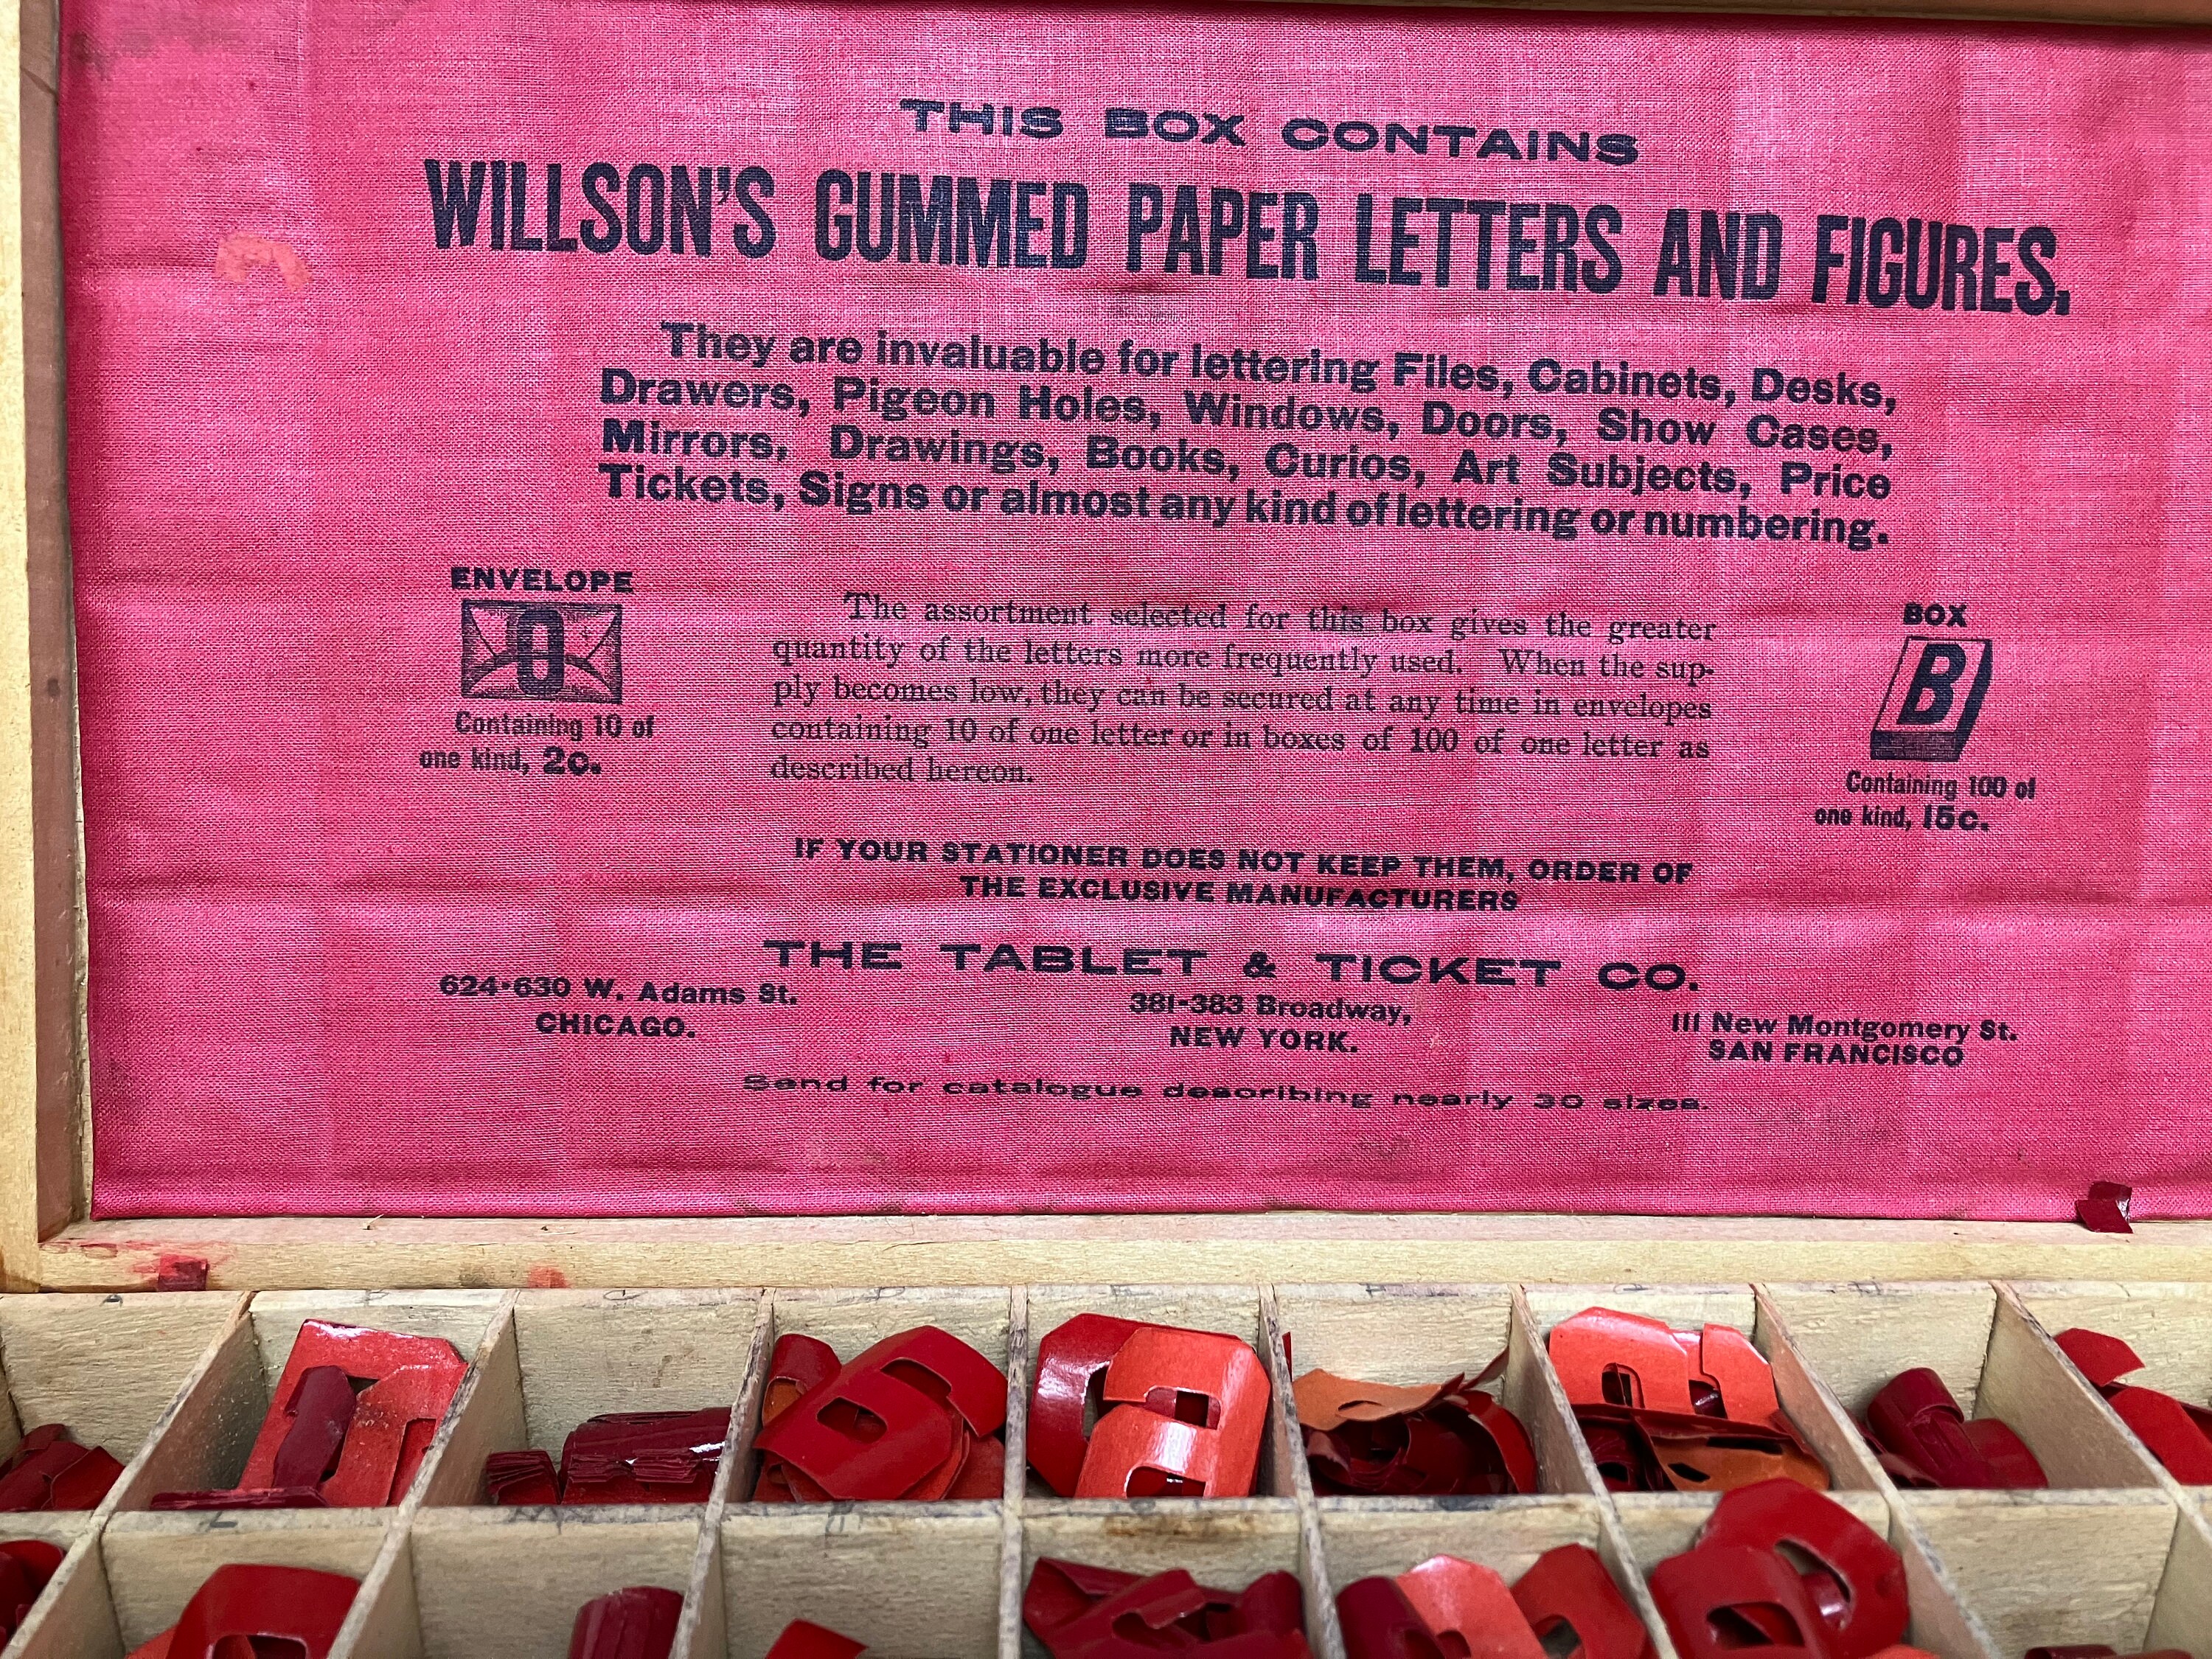 THIS BOX CONTAINS
WILLSON'S GUMMED PAPER LETTERS AND FIGURES.
They are invaluable for lettering Files, Cabinets, Desks,
Drawers, Pigeon Holes, Windows, Doors, Show Cases,
Mirrors, Drawings, Books, Curios, Art Subjects, Price
Tickets, Signs or almost any kind of lettering or numbering.
ENVELOPE
Containing 10 of
one kind, 2c.
The assortment selected for this box gives the greater
quantity of the letters more frequently used. When the sup-
ply becomes low, they can be secured at any time in envelopes
containing 10 of one letter or in boxes of 100 of one letter as
described hereon.
BOX
B
Containing 100 of
one kind, 15c.
IF YOUR STATIONER DOES NOT KEEP THEM, ORDER OF
THE EXCLUSIVE MANUFACTURERS
THE TABLET & TICKET CO.
624-630 W. Adams St.
CHICAGO.
381-383 Broadway,
NEW YORK.
111 New Montgomery St.
SAN FRANCISCO
Send for catalogue describing nearly 30 sizes.